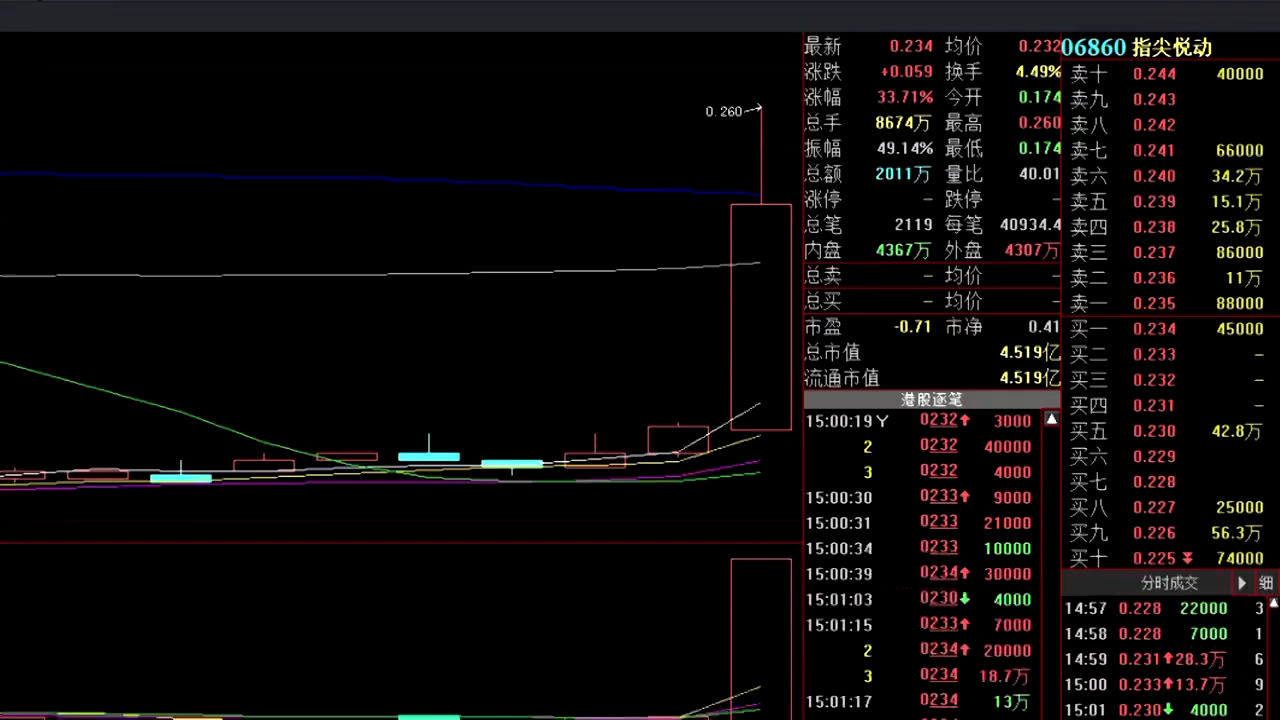 0.260
最新 0.234 均价 0.232
涨跌 +0.059 换手 4.49%
涨幅 33.71% 今开 0.174
总手 8674万 最高 0.260
振幅 49.14% 最低 0.174
总额 2011万 量比 40.01
涨停 - 跌停 -
总笔 2119 每笔 40934.4
内盘 4367万 外盘 4307万
总卖 - 均价 -
总买 - 均价 -
市盈 -0.71 市净 0.41
总市值 4.519亿
流通市值 4.519亿
港股逐笔
15:00:19 Y 0232↑ 3000
2 0232 40000
3 0232 4000
15:00:30 0233↑ 9000
15:00:31 0233 21000
15:00:34 0233 10000
15:00:39 0234↑ 30000
15:01:03 0230↓ 4000
15:01:15 0233↑ 7000
2 0234↑ 20000
3 0234 18.7万
15:01:17 0234 13万
06860 指尖悦动
卖十 0.244 40000
卖九 0.243
卖八 0.242
卖七 0.241 66000
卖六 0.240 34.2万
卖五 0.239 15.1万
卖四 0.238 25.8万
卖三 0.237 86000
卖二 0.236 11万
卖一 0.235 88000
买一 0.234 45000
买二 0.233 -
买三 0.232 -
买四 0.231 -
买五 0.230 42.8万
买六 0.229
买七 0.228
买八 0.227 25000
买九 0.226 56.3万
买十 0.225 74000
分时成交 细
14:57 0.228 22000 3
14:58 0.228 7000 1
14:59 0.231↑ 28.3万 6
15:00 0.233↑ 13.7万 9
15:01 0.230↓ 4000 2